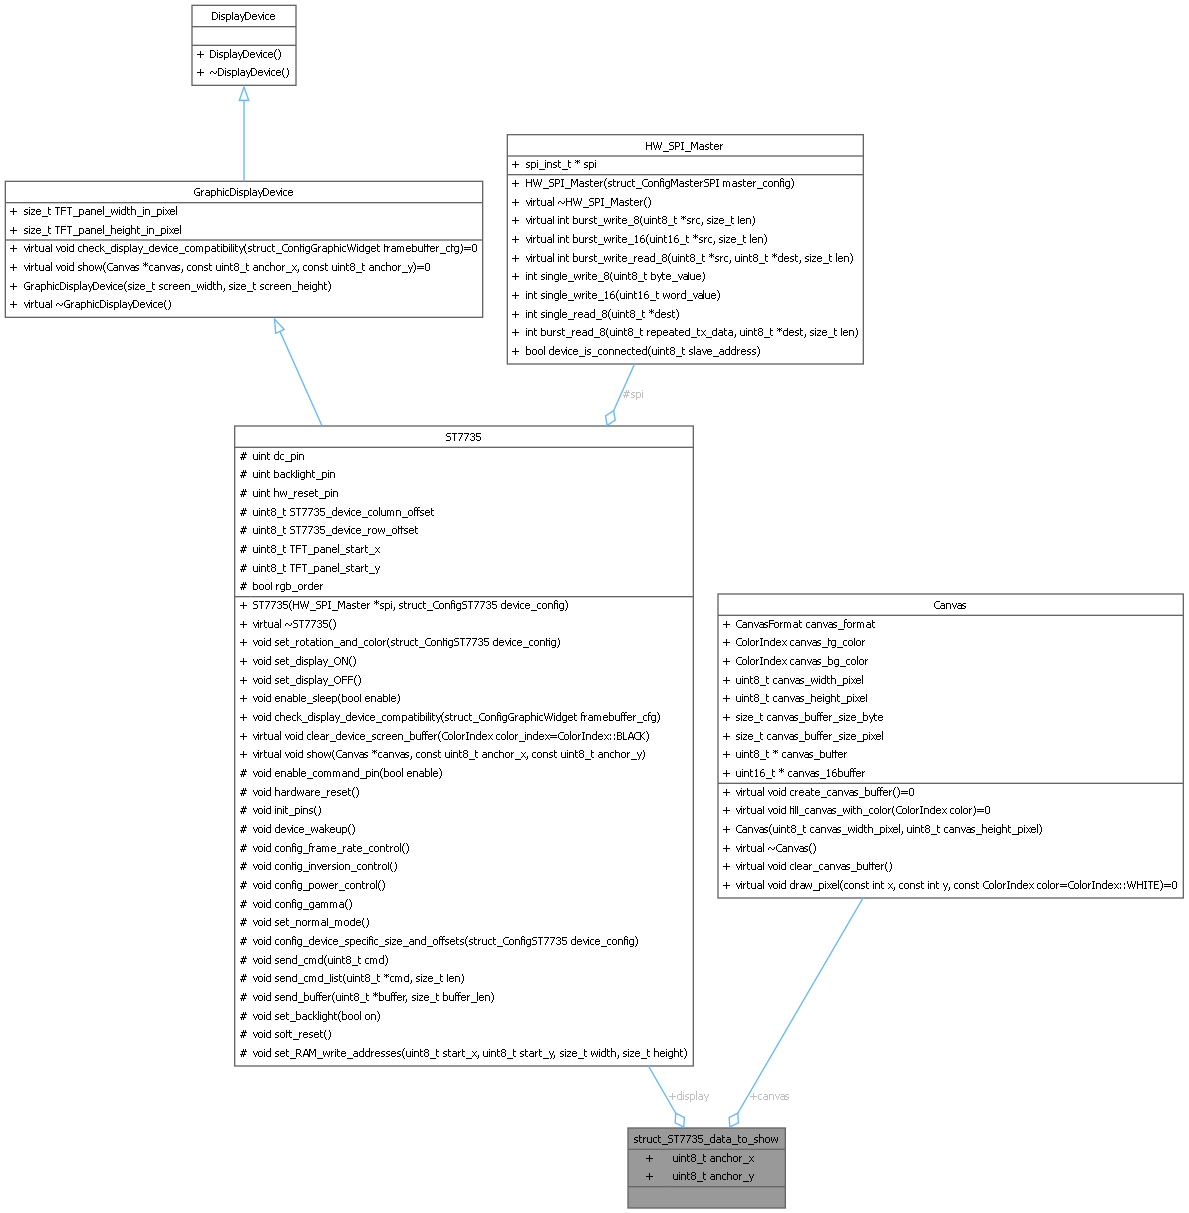 DisplayDevice
+ DisplayDevice()
+ ~DisplayDevice()
GraphicDisplayDevice
+ size_t TFT_panel_width_in_pixel
+ size_t TFT_panel_height_in_pixel
+ virtual void check_display_device_compatibility(struct_ConfigGraphicWidget framebuffer_cfg)=0
+ virtual void show(Canvas *canvas, const uint8_t anchor_x, const uint8_t anchor_y)=0
+ GraphicDisplayDevice(size_t screen_width, size_t screen_height)
+ virtual ~GraphicDisplayDevice()
HW_SPI_Master
+ spi_inst_t * spi
+ HW_SPI_Master(struct_ConfigMasterSPI master_config)
+ virtual ~HW_SPI_Master()
+ virtual int burst_write_8(uint8_t *src, size_t len)
+ virtual int burst_write_16(uint16_t *src, size_t len)
+ virtual int burst_write_read_8(uint8_t *src, uint8_t *dest, size_t len)
+ int single_write_8(uint8_t byte_value)
+ int single_write_16(uint16_t word_value)
+ int single_read_8(uint8_t *dest)
+ int burst_read_8(uint8_t repeated_tx_data, uint8_t *dest, size_t len)
+ bool device_is_connected(uint8_t slave_address)
#spi
ST7735
# uint dc_pin
# uint backlight_pin
# uint hw_reset_pin
# uint8_t ST7735_device_column_offset
# uint8_t ST7735_device_row_offset
# uint8_t TFT_panel_start_x
# uint8_t TFT_panel_start_y
# bool rgb_order
+ ST7735(HW_SPI_Master *spi, struct_ConfigST7735 device_config)
+ virtual ~ST7735()
+ void set_rotation_and_color(struct_ConfigST7735 device_config)
+ void set_display_ON()
+ void set_display_OFF()
+ void enable_sleep(bool enable)
+ void check_display_device_compatibility(struct_ConfigGraphicWidget framebuffer_cfg)
+ virtual void clear_device_screen_buffer(ColorIndex color_index=ColorIndex::BLACK)
+ virtual void show(Canvas *canvas, const uint8_t anchor_x, const uint8_t anchor_y)
# void enable_command_pin(bool enable)
# void hardware_reset()
# void init_pins()
# void device_wakeup()
# void config_frame_rate_control()
# void config_inversion_control()
# void config_power_control()
# void config_gamma()
# void set_normal_mode()
# void config_device_specific_size_and_offsets(struct_ConfigST7735 device_config)
# void send_cmd(uint8_t cmd)
# void send_cmd_list(uint8_t *cmd, size_t len)
# void send_buffer(uint8_t *buffer, size_t buffer_len)
# void set_backlight(bool on)
# void soft_reset()
# void set_RAM_write_addresses(uint8_t start_x, uint8_t start_y, size_t width, size_t height)
Canvas
+ CanvasFormat canvas_format
+ ColorIndex canvas_fg_color
+ ColorIndex canvas_bg_color
+ uint8_t canvas_width_pixel
+ uint8_t canvas_height_pixel
+ size_t canvas_buffer_size_byte
+ size_t canvas_buffer_size_pixel
+ uint8_t * canvas_buffer
+ uint16_t * canvas_16buffer
+ virtual void create_canvas_buffer()=0
+ virtual void fill_canvas_with_color(ColorIndex color)=0
+ Canvas(uint8_t canvas_width_pixel, uint8_t canvas_height_pixel)
+ virtual ~Canvas()
+ virtual void clear_canvas_buffer()
+ virtual void draw_pixel(const int x, const int y, const ColorIndex color=ColorIndex::WHITE)=0
+display
+canvas
struct_ST7735_data_to_show
+ uint8_t anchor_x
+ uint8_t anchor_y